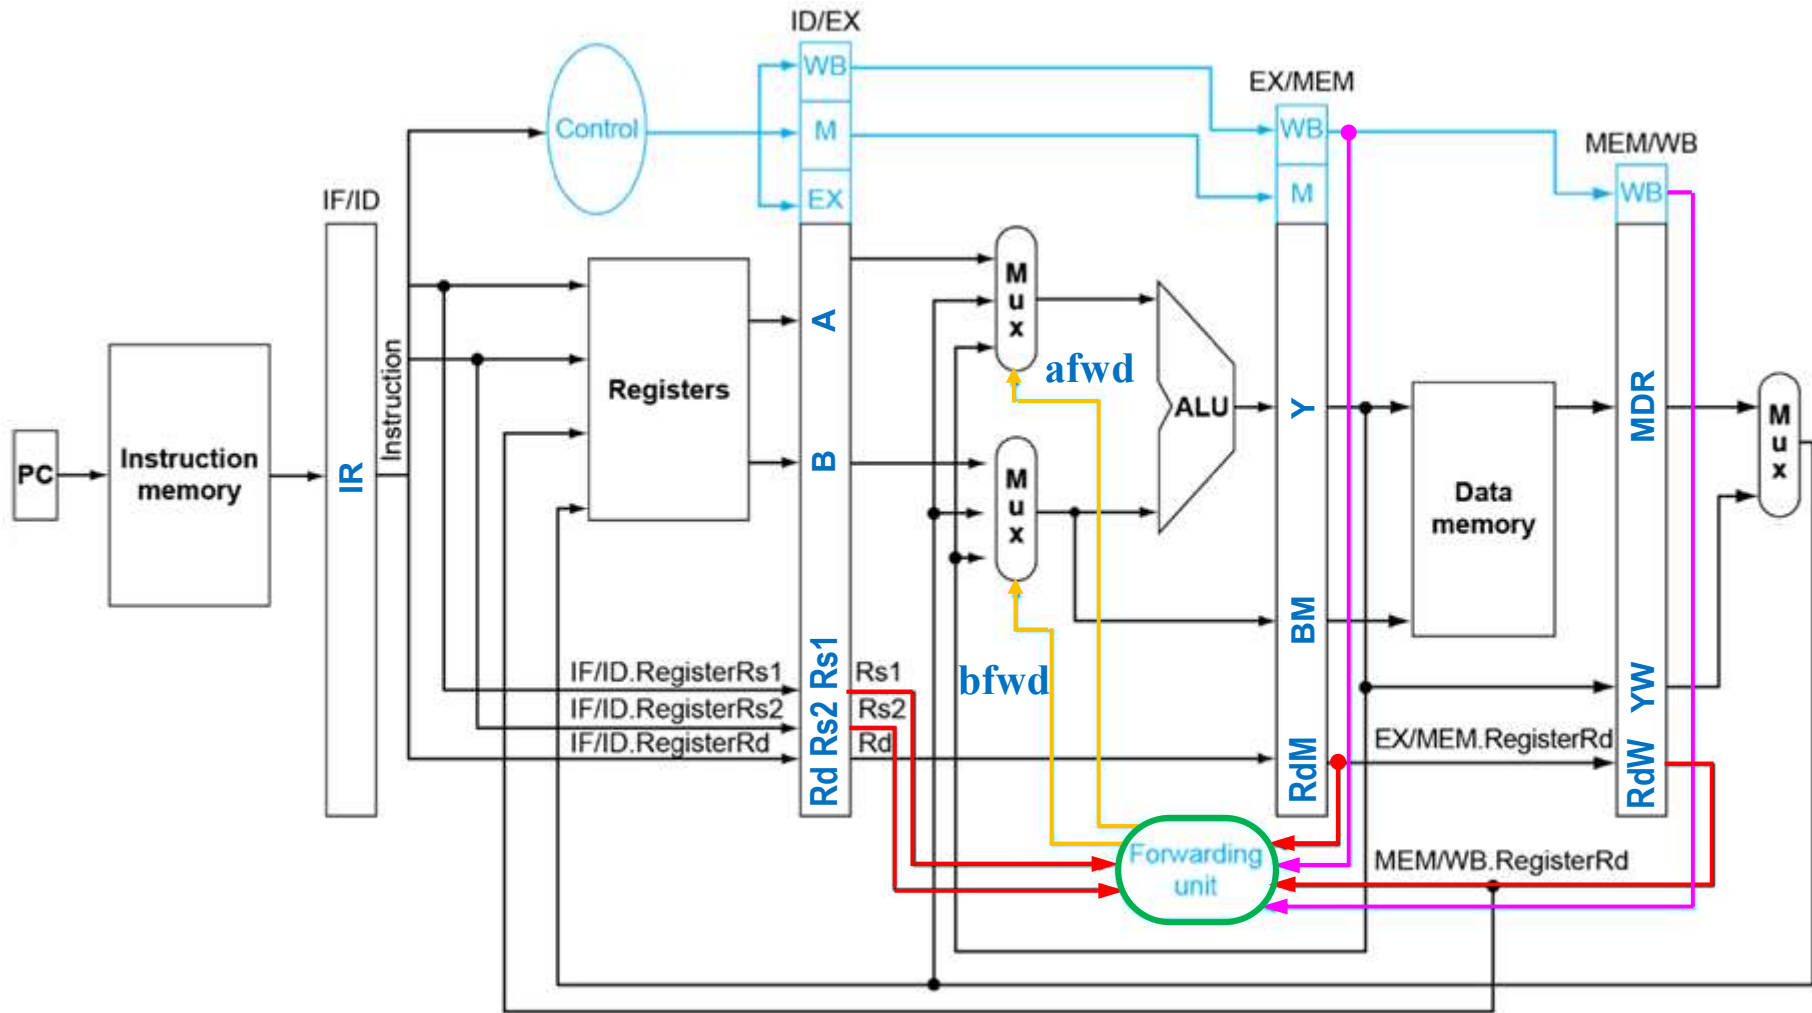 ID/EX
WB
M
EX
Control
EX/MEM
WB
M
MEM/WB
WB
IF/ID
IR
Instruction
PC
Instruction
memory
Registers
A
B
Rs1
Rs2
Rd
M
u
x
afwd
M
u
x
bfwd
ALU
Y
BM
RdM
Data
memory
MDR
YW
RdW
M
u
x
IF/ID.RegisterRs1
Rs1
IF/ID.RegisterRs2
Rs2
IF/ID.RegisterRd
Rd
EX/MEM.RegisterRd
Forwarding
unit
MEM/WB.RegisterRd